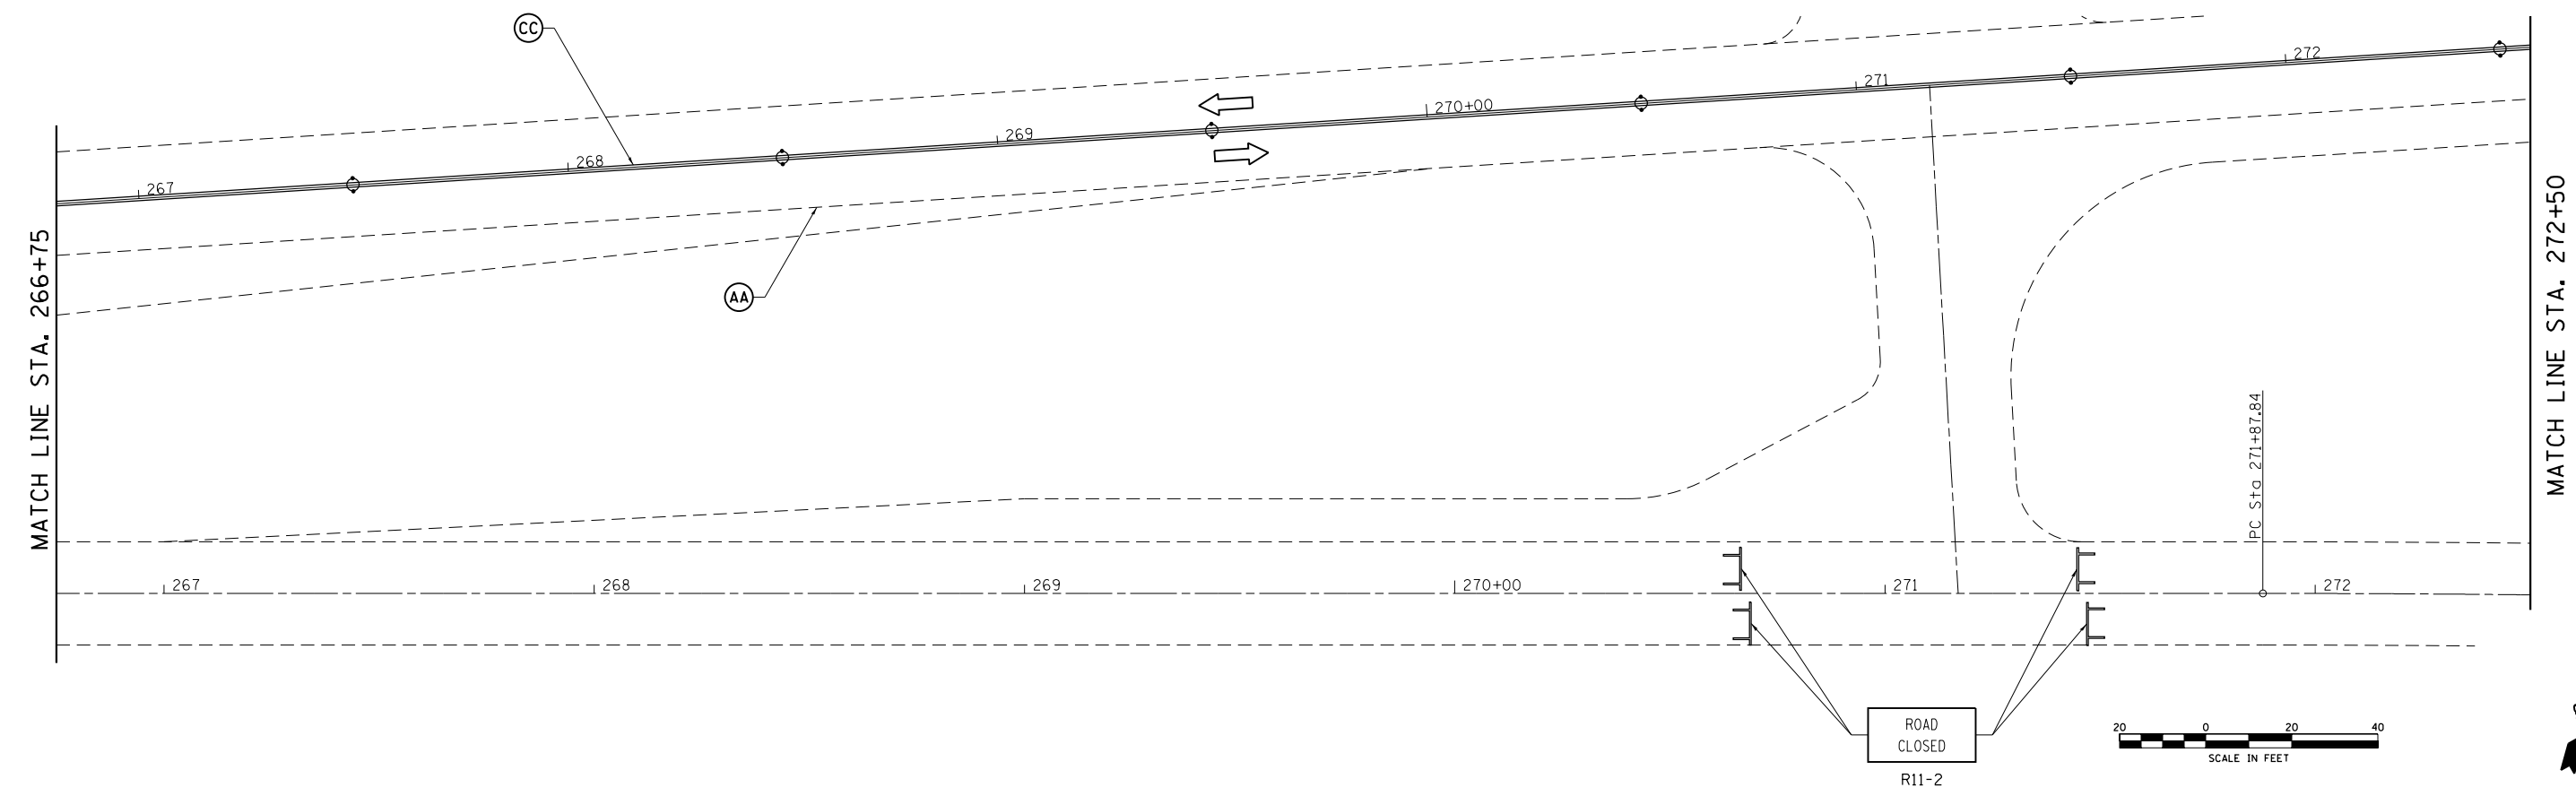 CC
272
271
270+00
269
268
267
AA
MATCH LINE STA. 266+75
MATCH LINE STA. 272+50
PC Sta 271+87.84
267
268
269
270+00
271
272
ROAD
CLOSED
R11-2
20 0 20 40
SCALE IN FEET